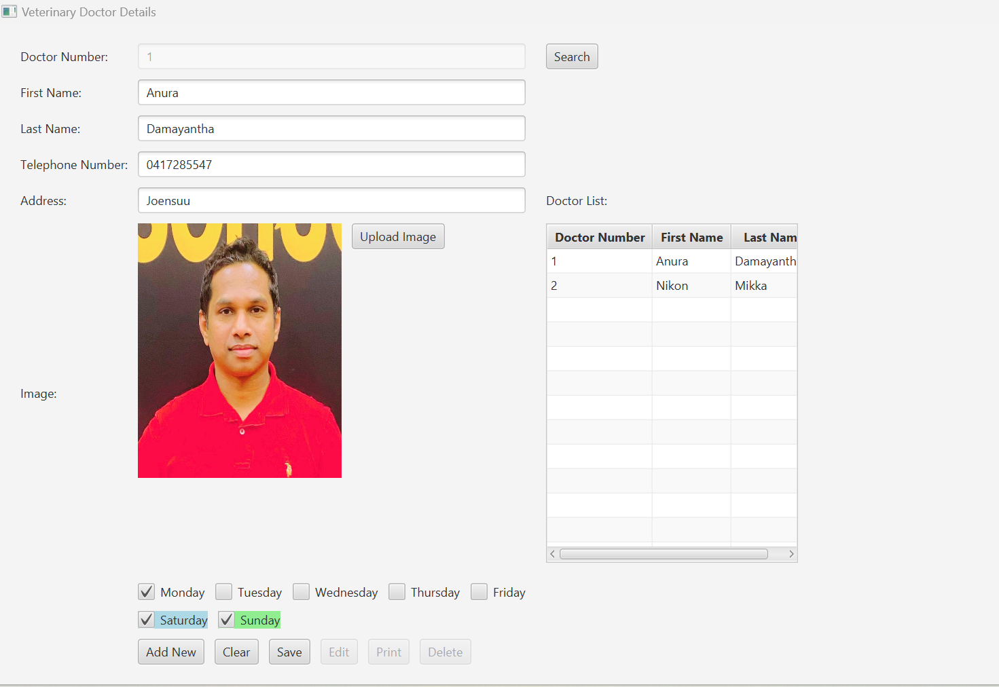 Veterinary Doctor Details
Doctor Number: 1 Search
First Name: Anura
Last Name: Damayantha
Telephone Number: 0417285547
Address: Joensuu Doctor List:
Upload Image
Doctor Number First Name Last Nam
1 Anura Damayanth
2 Nikon Mikka
Image:
Monday Tuesday Wednesday Thursday Friday
Saturday Sunday
Add New Clear Save Edit Print Delete